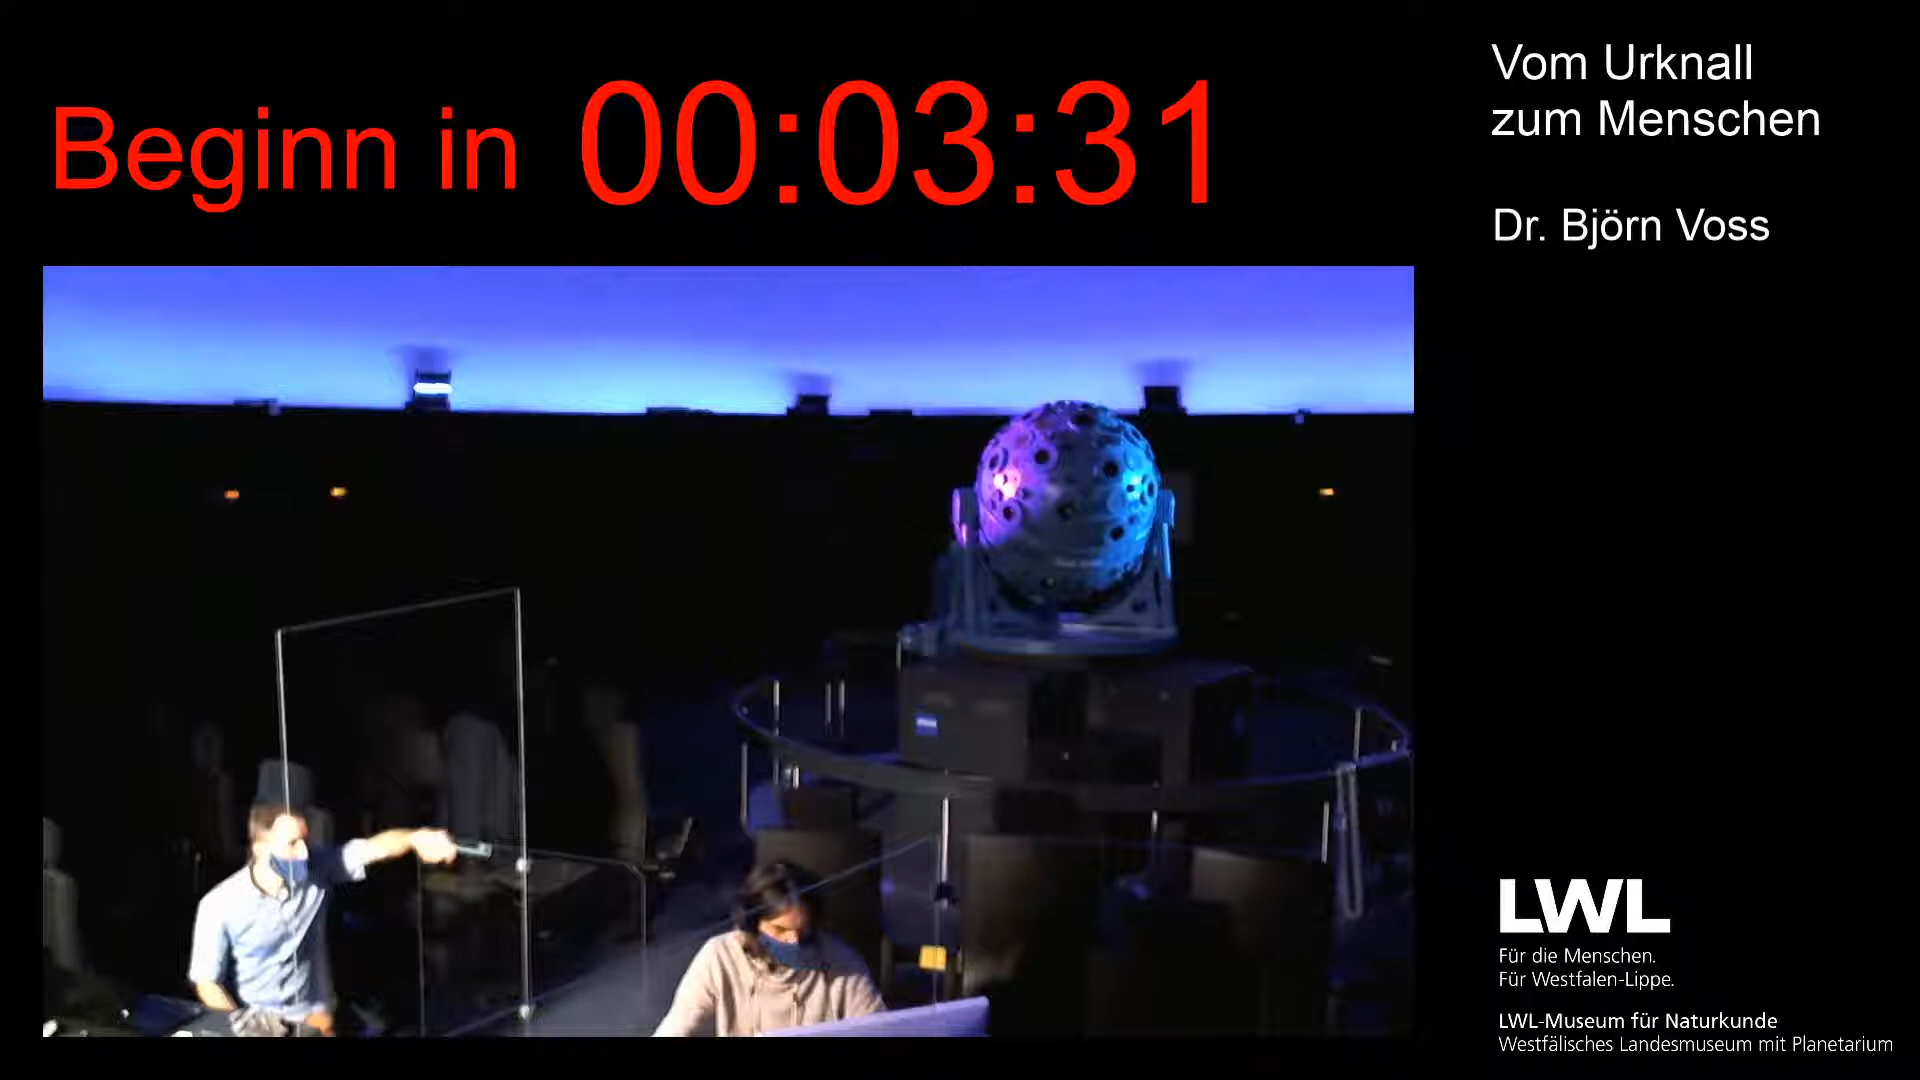 Beginn in 00:03:31
Vom Urknall
zum Menschen
Dr. Björn Voss
LWL
Für die Menschen.
Für Westfalen-Lippe.
LWL-Museum für Naturkunde
Westfälisches Landesmuseum mit Planetarium